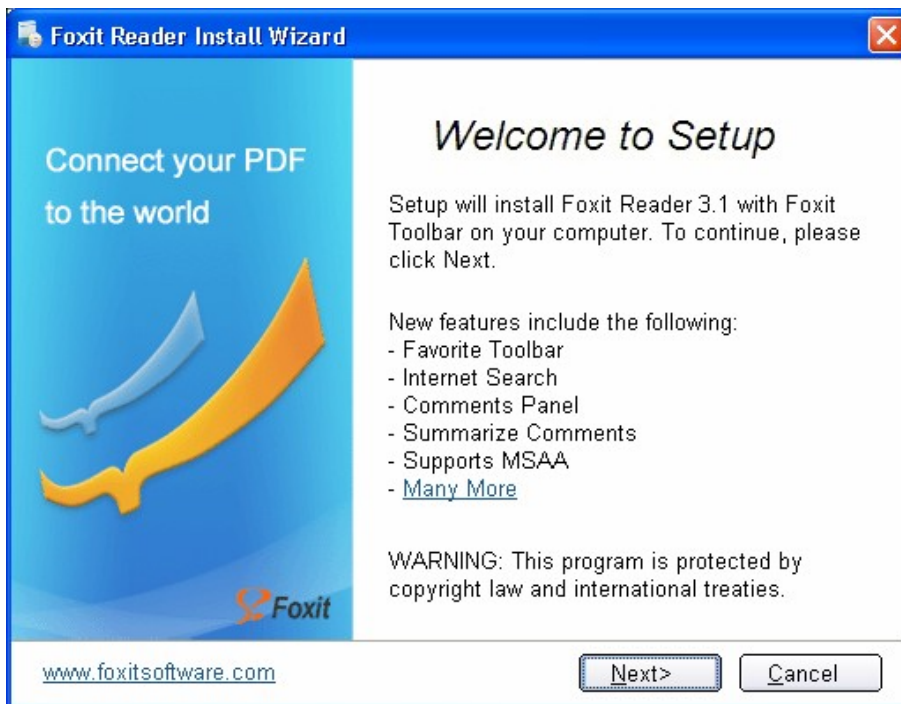 Foxit Reader Install Wizard
Connect your PDF
to the world
Welcome to Setup
Setup will install Foxit Reader 3.1 with Foxit
Toolbar on your computer. To continue, please
click Next.
New features include the following:
- Favorite Toolbar
- Internet Search
- Comments Panel
- Summarize Comments
- Supports MSAA
- Many More
WARNING: This program is protected by
copyright law and international treaties.
Foxit
www.foxitsoftware.com
Next>
Cancel